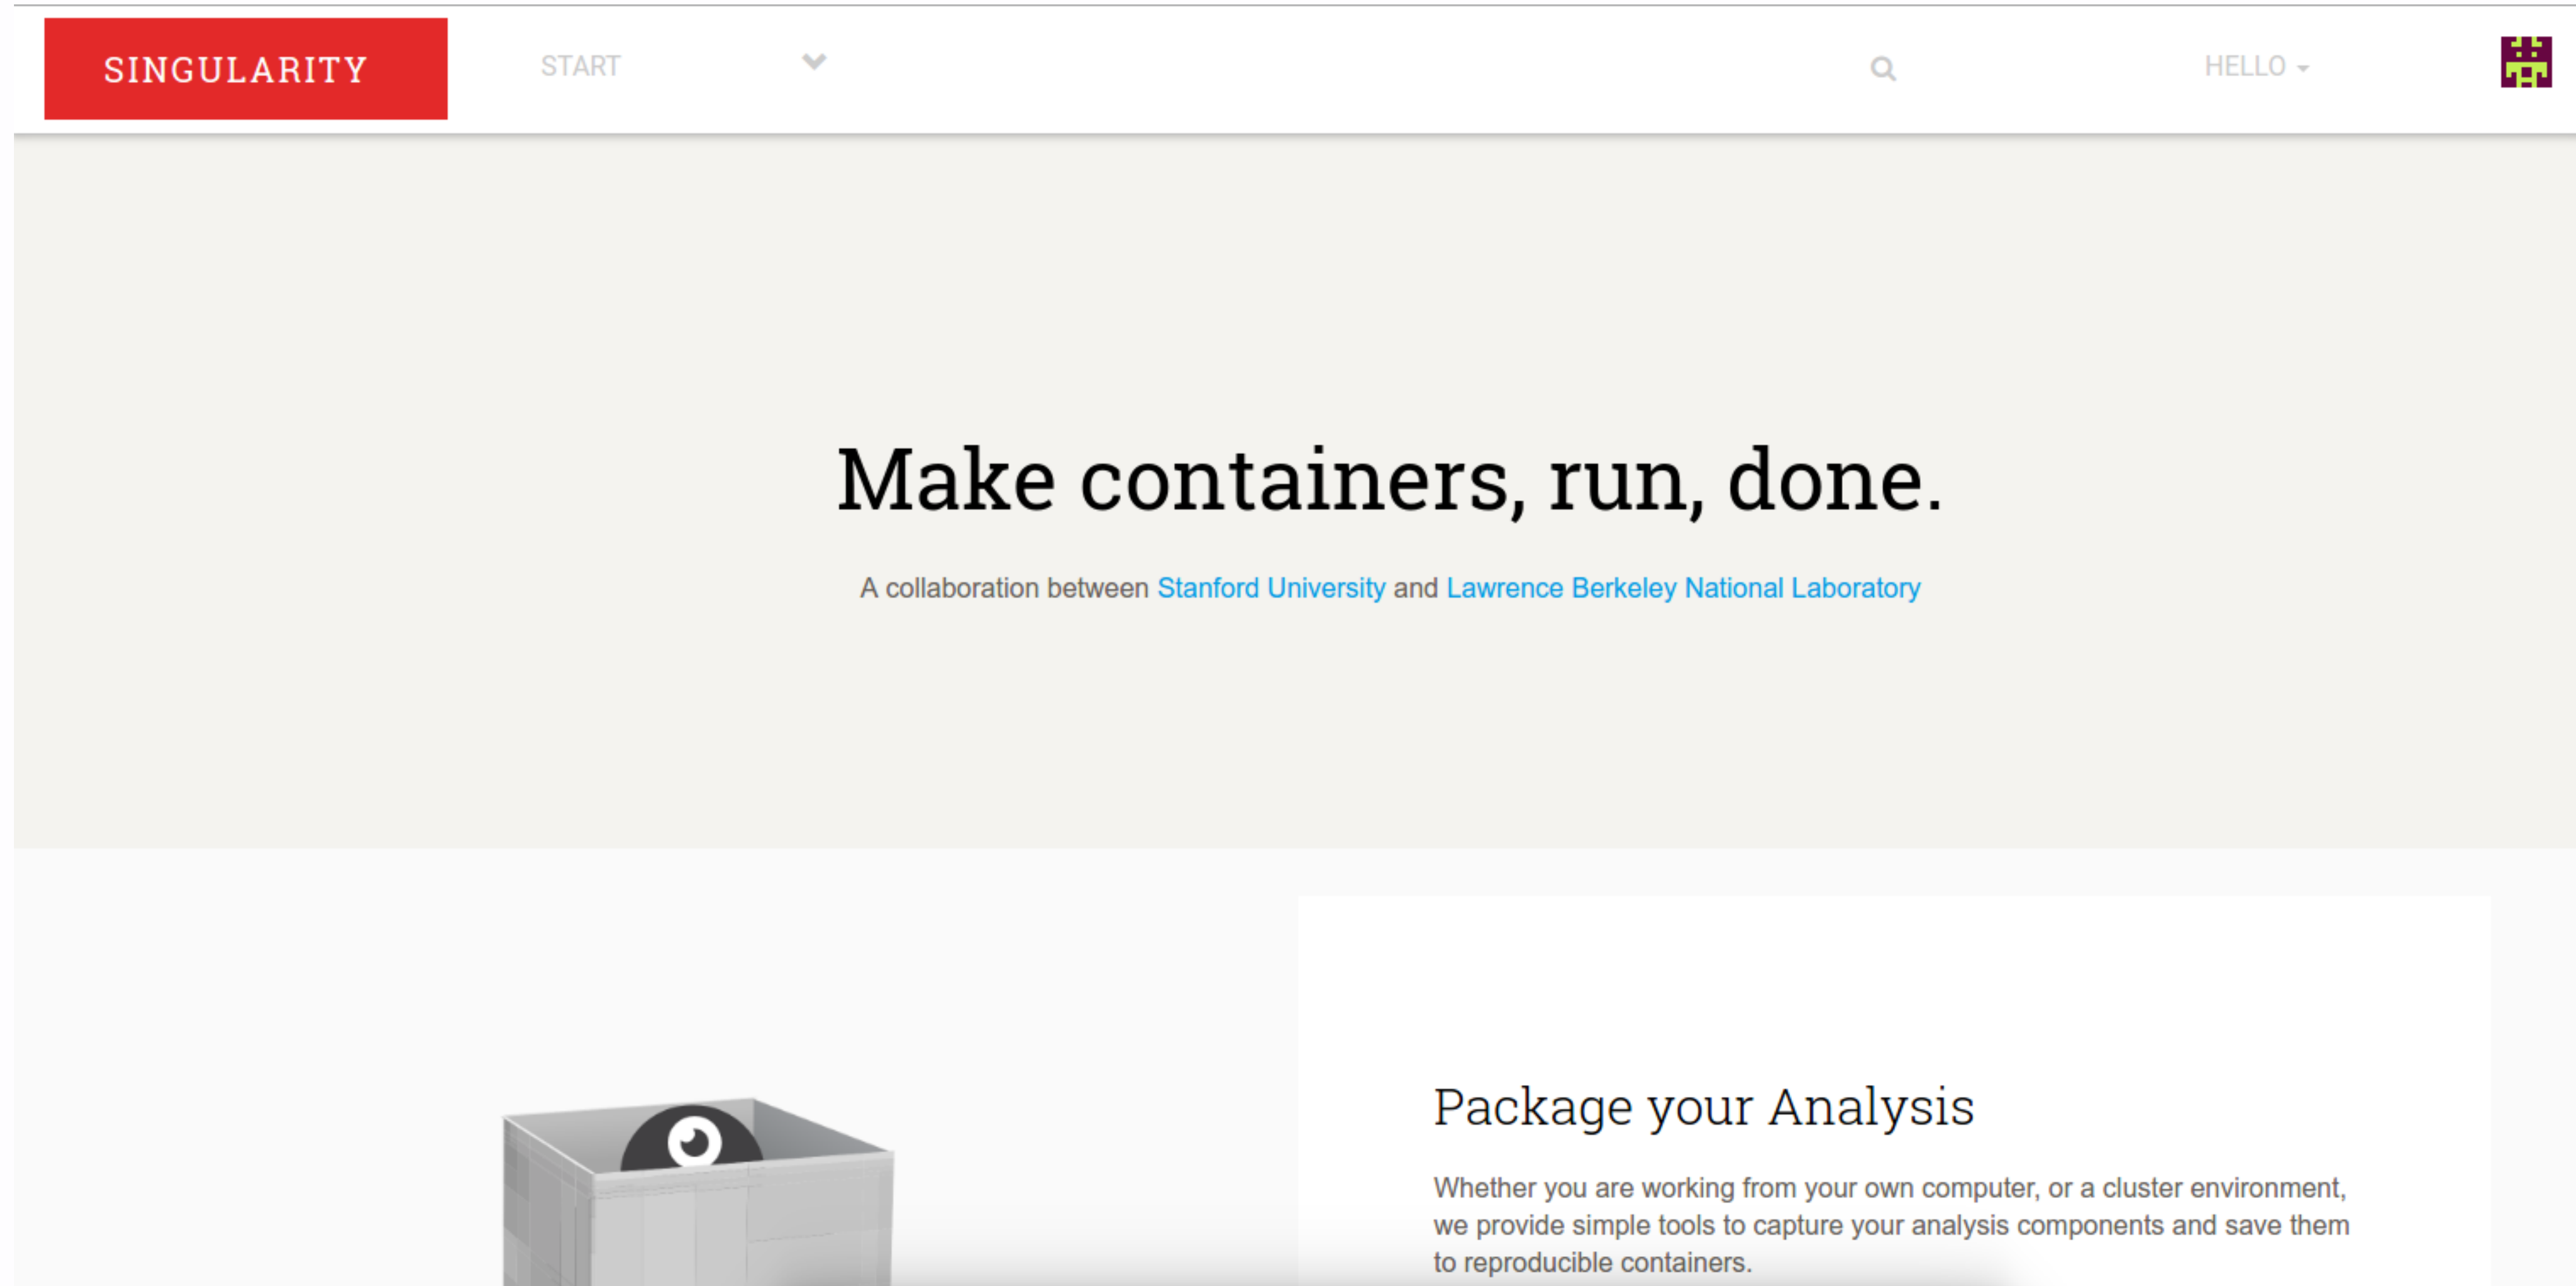 SINGULARITY
START
HELLO
Make containers, run, done.
A collaboration between Stanford University and Lawrence Berkeley National Laboratory
Package your Analysis
Whether you are working from your own computer, or a cluster environment,
we provide simple tools to capture your analysis components and save them
to reproducible containers.